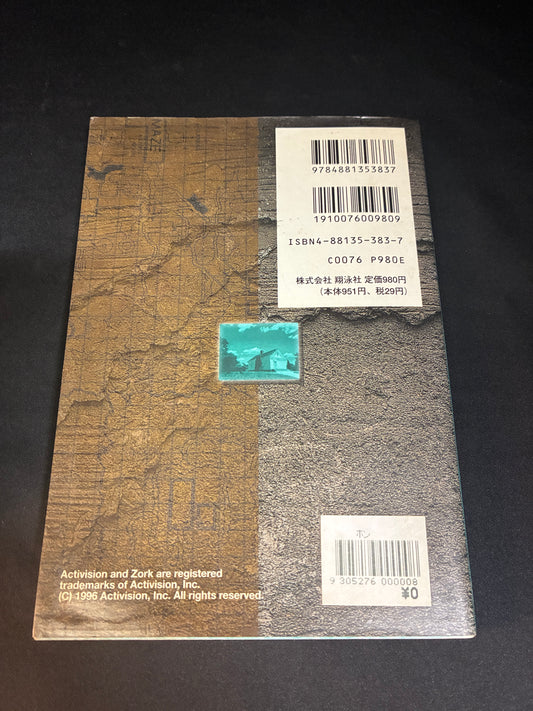 MAZE
9784881353837
1910076009809
ISBN4-88135-383-7
C0076 P980E
株式会社 翔泳社 定価980円
（本体951円、税29円）
ホン
9 305276 000008
¥0
Activision and Zork are registered
trademarks of Activision, Inc.
(C) 1996 Activision, Inc. All rights reserved.